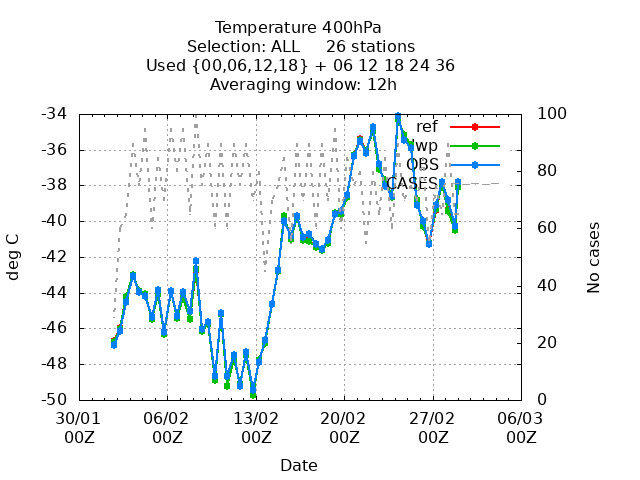 Temperature 400hPa
Selection: ALL 26 stations
Used {00,06,12,18} + 06 12 18 24 36
Averaging window: 12h
-34
-36
-38
-40
-42
-44
-46
-48
-50
deg C
100
80
60
40
20
0
No cases
ref
lwp
OBS
CASES
30/01 06/02 13/02 20/02 27/02 06/03
00Z 00Z 00Z 00Z 00Z 00Z
Date